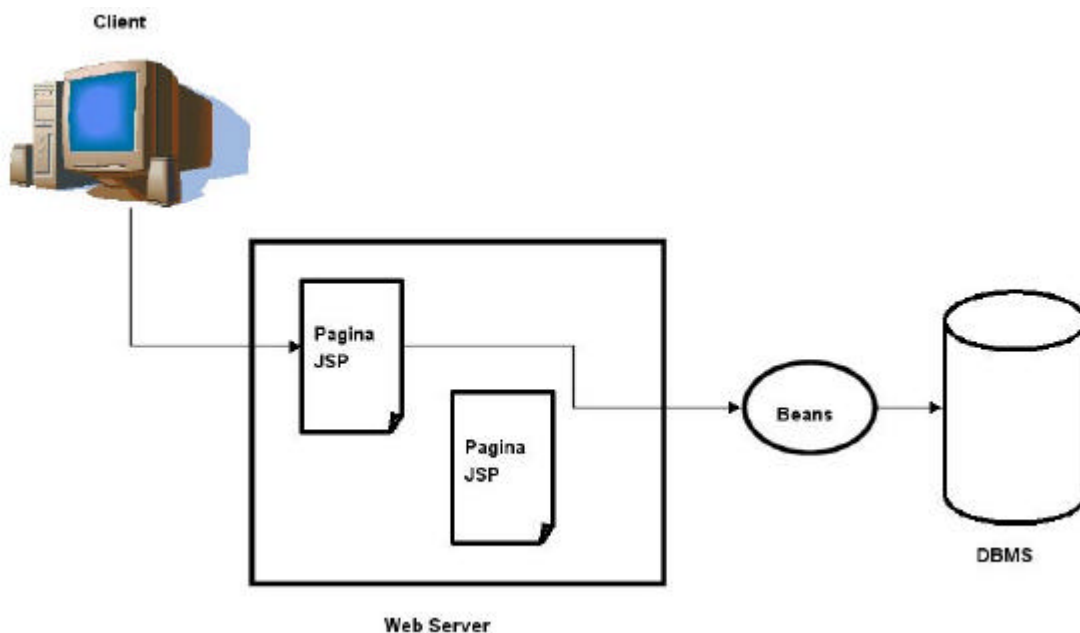 Client
Pagina
JSP
Pagina
JSP
Beans
DBMS
Web Server